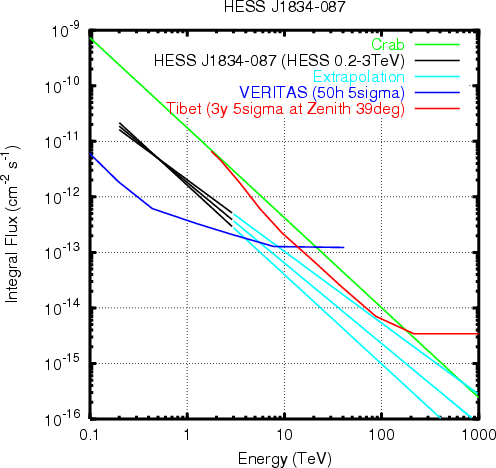 HESS J1834-087
Crab
HESS J1834-087 (HESS 0.2-3TeV)
Extrapolation
VERITAS (50h 5sigma)
Tibet (3y 5sigma at Zenith 39deg)
Integral Flux (cm⁻² s⁻¹)
10⁻⁹
10⁻¹⁰
10⁻¹¹
10⁻¹²
10⁻¹³
10⁻¹⁴
10⁻¹⁵
10⁻¹⁶
0.1 1 10 100 1000
Energy (TeV)